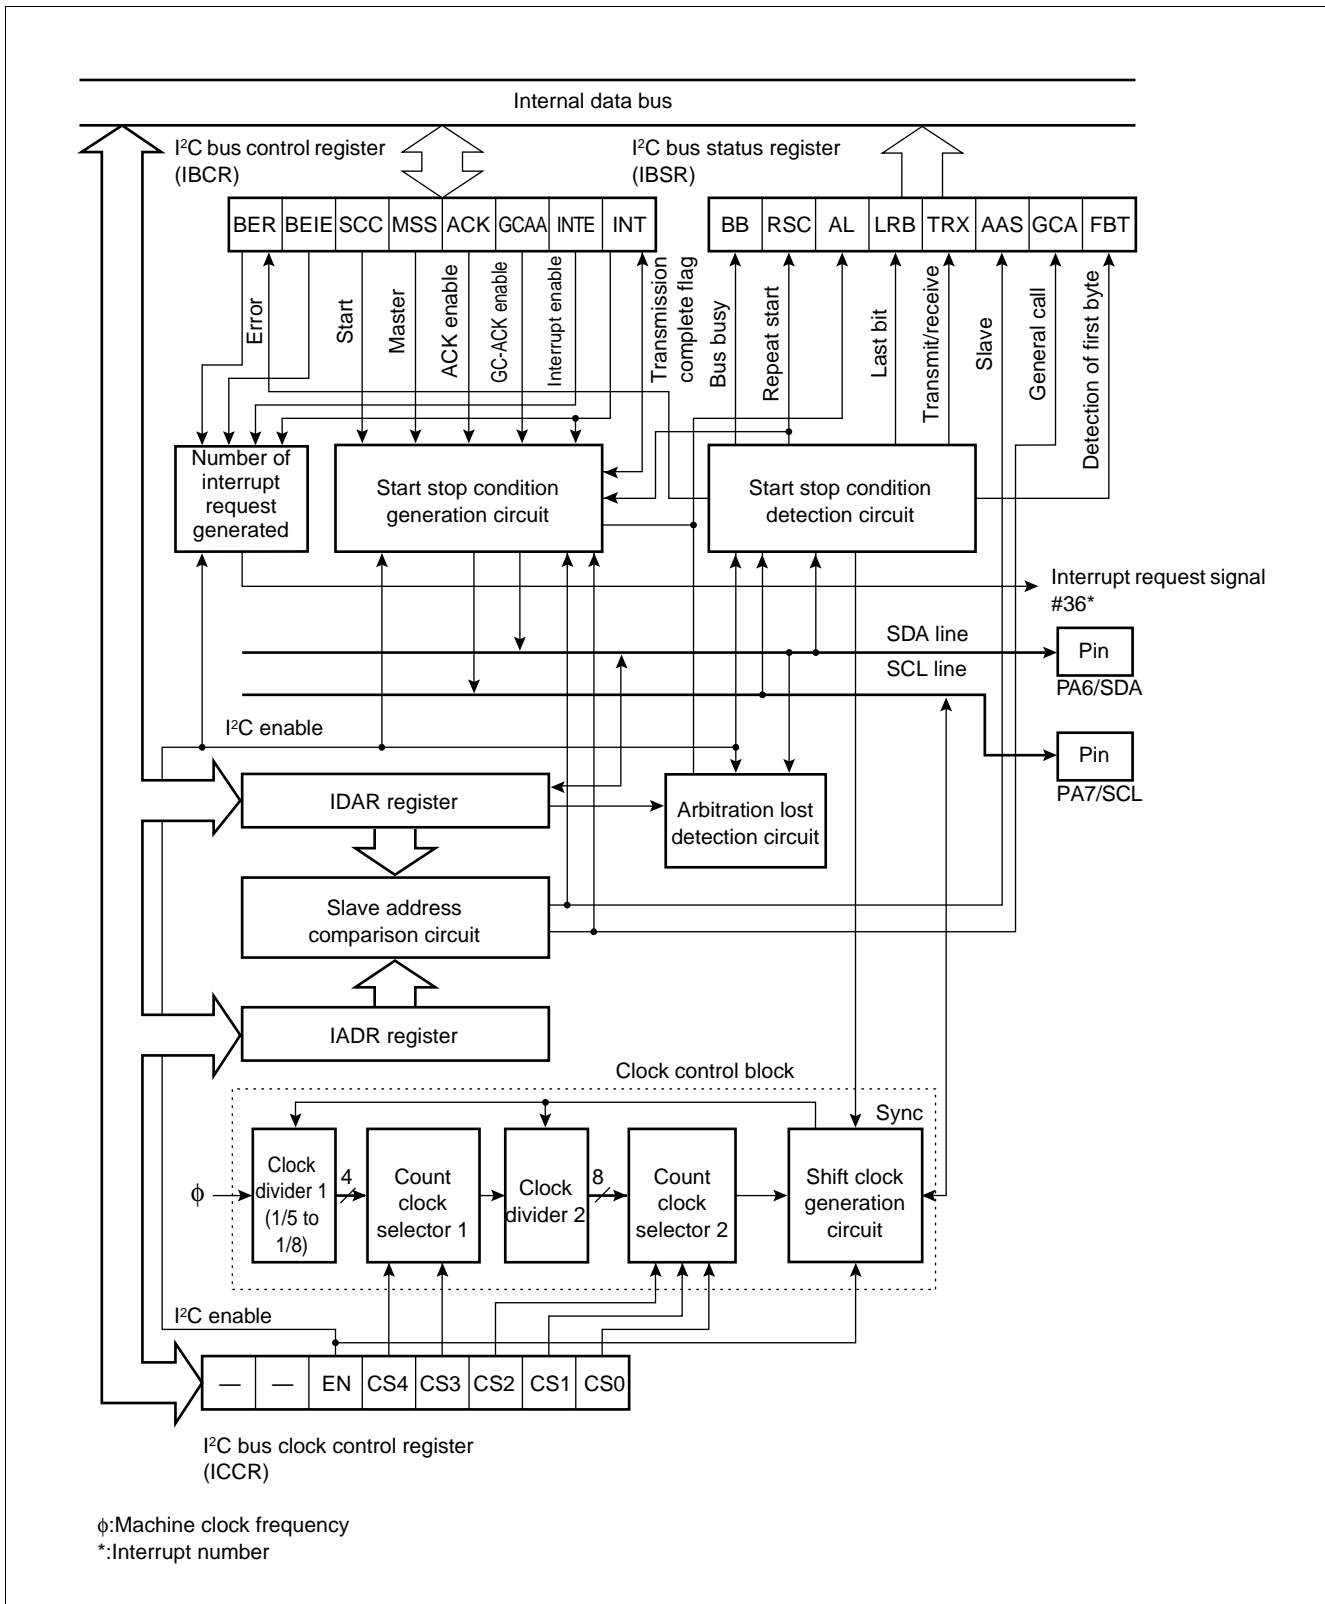 Internal data bus
I²C bus control register
(IBCR)
I²C bus status register
(IBSR)
BER BEIE SCC MSS ACK GCAA INTE INT
BB RSC AL LRB TRX AAS GCA FBT
Error
Start
Master
ACK enable
GC-ACK enable
Interrupt enable
Transmission
complete flag
Bus busy
Repeat start
Last bit
Transmit/receive
Slave
General call
Detection of first byte
Number of
interrupt
request
generated
Start stop condition
generation circuit
Start stop condition
detection circuit
Interrupt request signal
#36*
SDA line
Pin
PA6/SDA
SCL line
I²C enable
Pin
PA7/SCL
IDAR register
Arbitration lost
detection circuit
Slave address
comparison circuit
IADR register
Clock control block
Sync
ϕ
Clock
divider 1
(1/5 to
1/8)
4
Count
clock
selector 1
Clock
divider 2
8
Count
clock
selector 2
Shift clock
generation
circuit
I²C enable
— — EN CS4 CS3 CS2 CS1 CS0
I²C bus clock control register
(ICCR)
ϕ:Machine clock frequency
*:Interrupt number